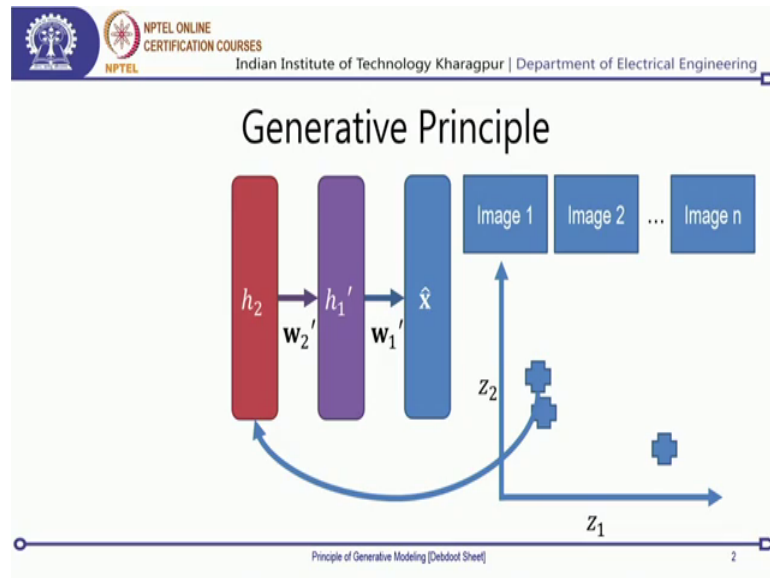 NPTEL ONLINE
CERTIFICATION COURSES
NPTEL
Indian Institute of Technology Kharagpur | Department of Electrical Engineering
Generative Principle
Image 1 Image 2 ... Image n
h₂ h₁′ x̂
w₂′ w₁′
z₂
z₁
Principle of Generative Modeling [Debdoot Sheet] 2